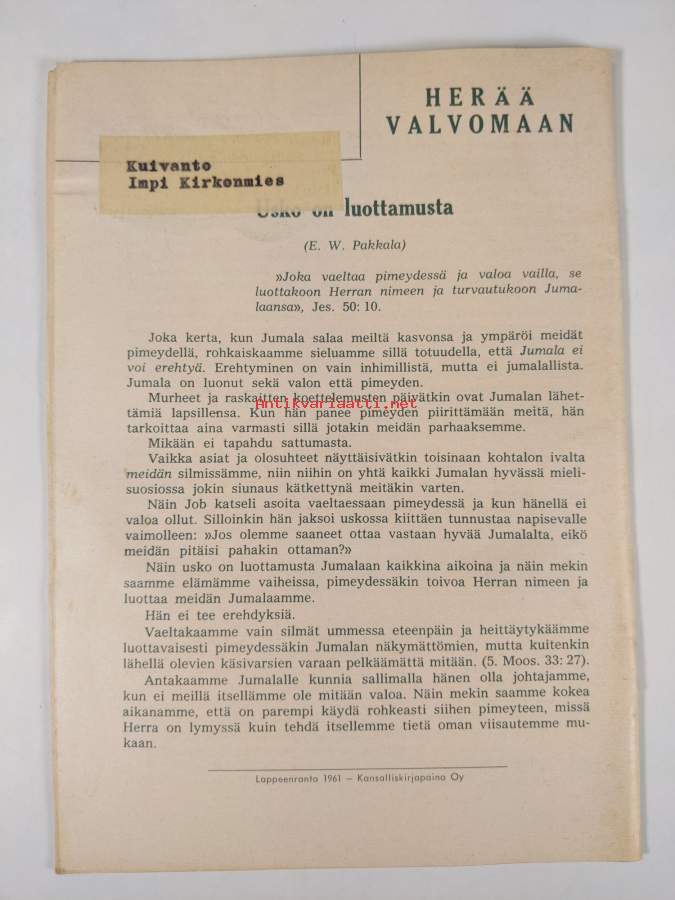 HERÄÄ
VALVOMAAN
Kuivanto
Impi Kirkonmies
Usko on luottamusta
(E. W. Pakkala)
»Joka vaeltaa pimeydessä ja valoa vailla, se
luottakoon Herran nimeen ja turvautukoon Juma-
laansa», Jes. 50: 10.
Joka kerta, kun Jumala salaa meiltä kasvonsa ja ympäröi meidät
pimeydellä, rohkaiskaamme sieluamme sillä totuudella, että Jumala ei
voi erehtyä. Erehtyminen on vain inhimillistä, mutta ei jumalallista.
Jumala on luonut sekä valon että pimeyden.
Murheet ja raskaitten koettelemusten päivätkin ovat Jumalan lähet-
Antikvariaatti.net
tämiä lapsillensa. Kun hän panee pimeyden piirittämään meitä, hän
tarkoittaa aina varmasti sillä jotakin meidän parhaaksemme.
Mikään ei tapahdu sattumasta.
Vaikka asiat ja olosuhteet näyttäisivätkin toisinaan kohtalon ivalta
meidän silmissämme, niin niihin on yhtä kaikki Jumalan hyvässä mieli-
suosiossa jokin siunaus kätkettynä meitäkin varten.
Näin Job katseli asoita vaeltaessaan pimeydessä ja kun hänellä ei
valoa ollut. Silloinkin hän jaksoi uskossa kiittäen tunnustaa napisevalle
vaimolleen: »Jos olemme saaneet ottaa vastaan hyvää Jumalalta, eikö
meidän pitäisi pahakin ottaman?»
Näin usko on luottamusta Jumalaan kaikkina aikoina ja näin mekin
saamme elämämme vaiheissa, pimeydessäkin toivoa Herran nimeen ja
luottaa meidän Jumalaamme.
Hän ei tee erehdyksiä.
Vaeltakaamme vain silmät ummessa eteenpäin ja heittäytykäämme
luottavaisesti pimeydessäkin Jumalan näkymättömien, mutta kuitenkin
lähellä olevien käsivarsien varaan pelkäämättä mitään. (5. Moos. 33: 27).
Antakaamme Jumalalle kunnia sallimalla hänen olla johtajamme,
kun ei meillä itsellämme ole mitään valoa. Näin mekin saamme kokea
aikanamme, että on parempi käydä rohkeasti siihen pimeyteen, missä
Herra on lymyssä kuin tehdä itsellemme tietä oman viisautemme mu-
kaan.
Lappeenranta 1961 – Kansalliskirjapaino Oy